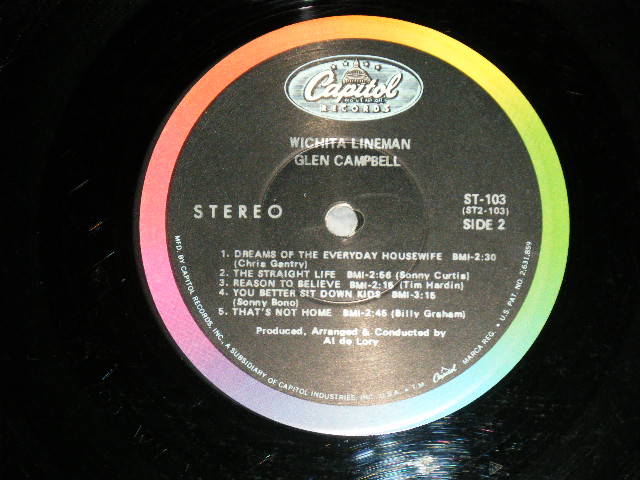 Capitol
RECORDS
WICHITA LINEMAN
GLEN CAMPBELL
STEREO
ST-103
(ST2-103)
SIDE 2
1. DREAMS OF THE EVERYDAY HOUSEWIFE BMI-2:30
(Chris Gantry)
2. THE STRAIGHT LIFE BMI-2:56 (Sonny Curtis)
3. REASON TO BELIEVE BMI-2:16 (Tim Hardin)
4. YOU BETTER SIT DOWN KIDS BMI-3:15
(Sonny Bono)
5. THAT'S NOT HOME BMI-2:45 (Billy Graham)
Produced, Arranged & Conducted by
Al de Lory
MFD. BY CAPITOL RECORDS, INC., A SUBSIDIARY OF CAPITOL INDUSTRIES, INC., U.S.A. • T.M. Capitol MARCA REG. • U.S. PAT. NO. 2,631,859